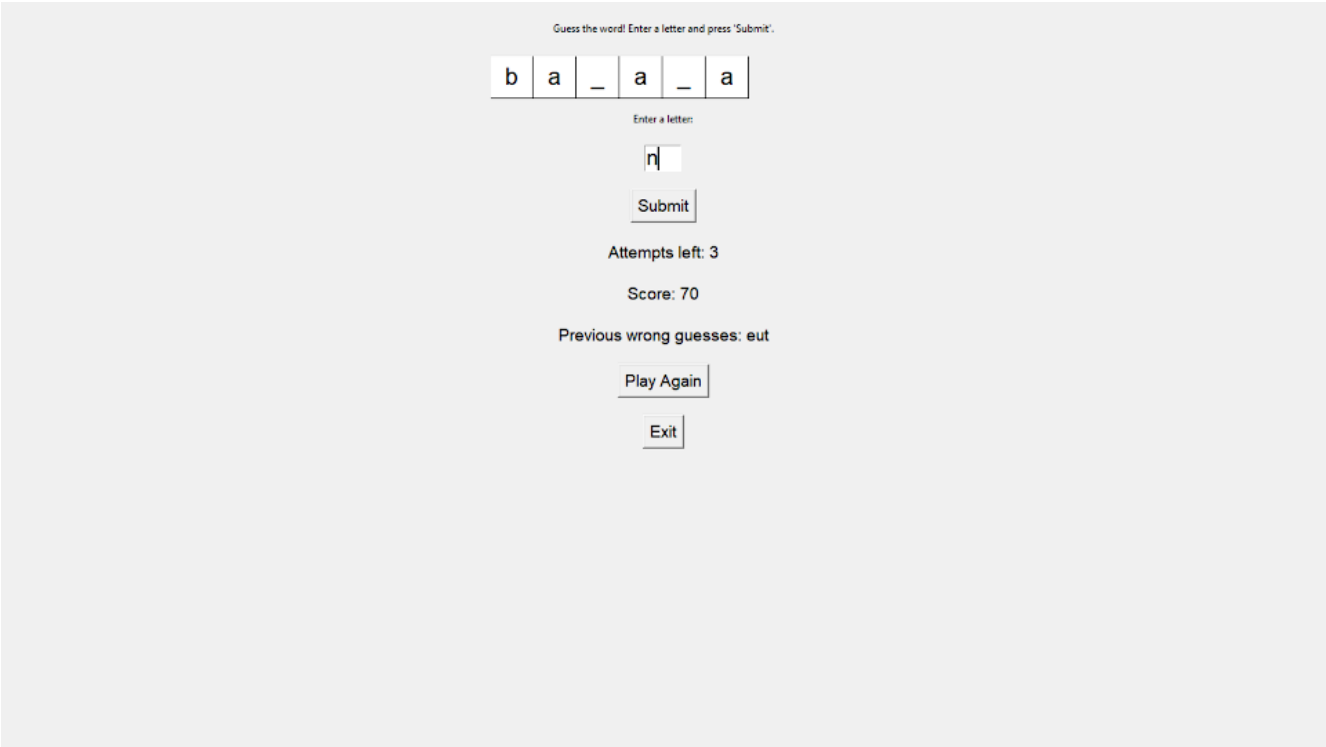 Guess the word! Enter a letter and press 'Submit'.
b a _ a _ a
Enter a letter:
n
Submit
Attempts left: 3
Score: 70
Previous wrong guesses: eut
Play Again
Exit